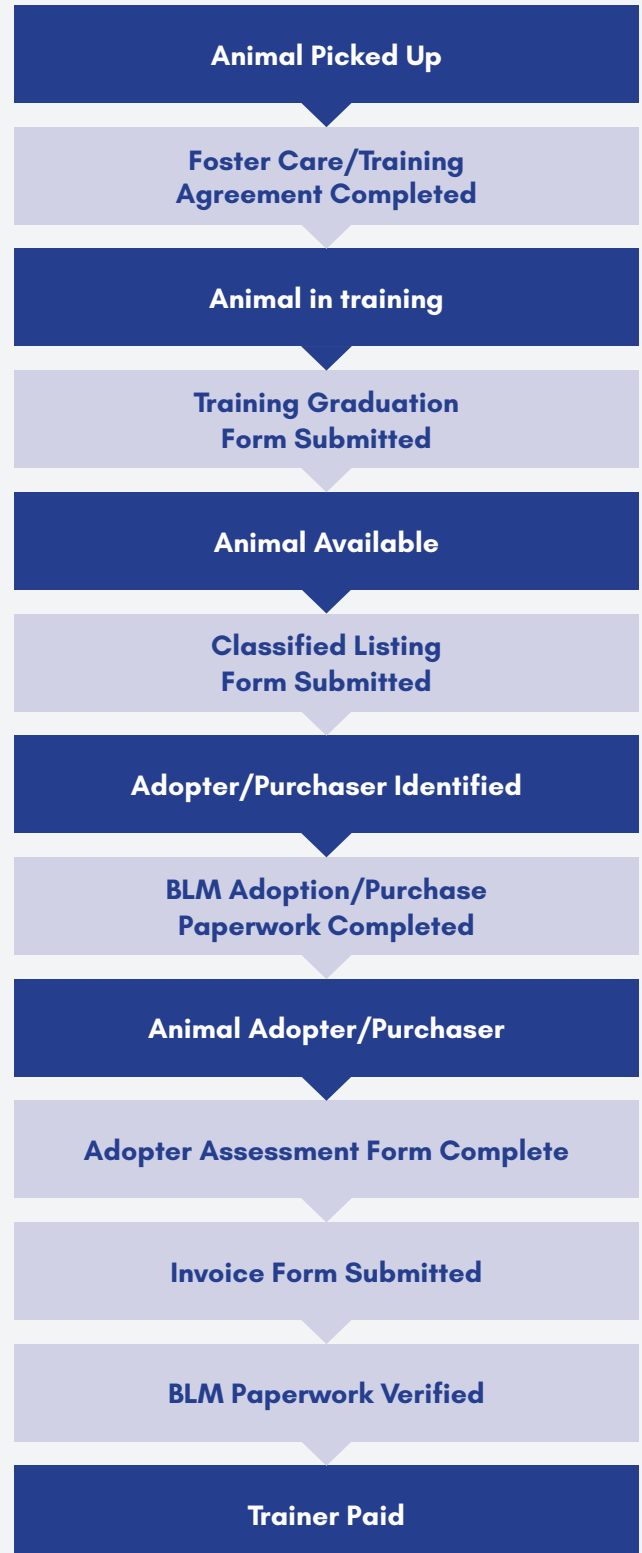 Animal Picked Up
Foster Care/Training
Agreement Completed
Animal in training
Training Graduation
Form Submitted
Animal Available
Classified Listing
Form Submitted
Adopter/Purchaser Identified
BLM Adoption/Purchase
Paperwork Completed
Animal Adopter/Purchaser
Adopter Assessment Form Complete
Invoice Form Submitted
BLM Paperwork Verified
Trainer Paid